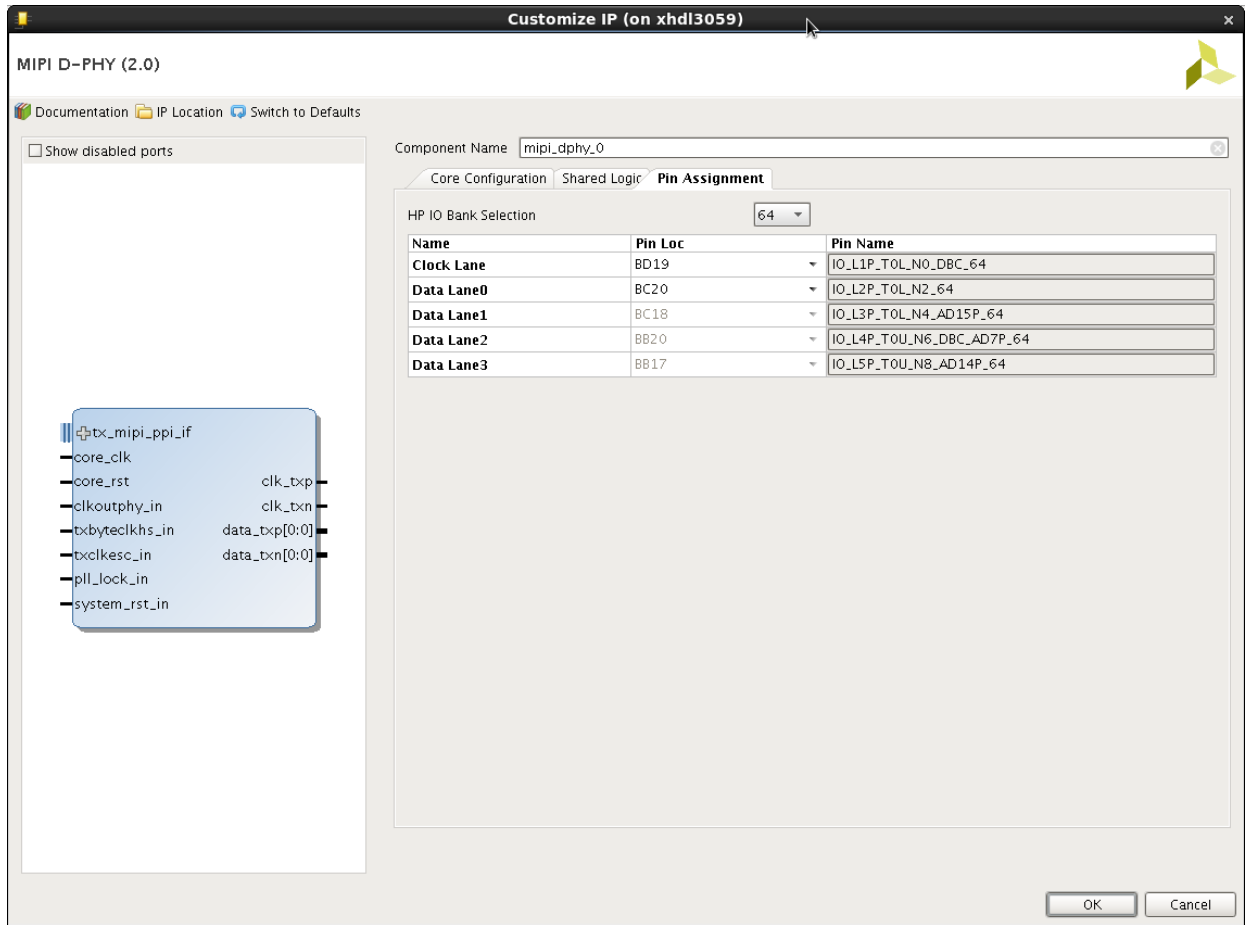 Customize IP (on xhdl3059)
MIPI D-PHY (2.0)
Documentation IP Location Switch to Defaults
Show disabled ports
Component Name mipi_dphy_0
Core Configuration Shared Logic Pin Assignment
HP IO Bank Selection 64
Name Pin Loc Pin Name
Clock Lane BD19 IO_L1P_T0L_N0_DBC_64
Data Lane0 BC20 IO_L2P_T0L_N2_64
Data Lane1 BC18 IO_L3P_T0L_N4_AD15P_64
Data Lane2 BB20 IO_L4P_T0U_N6_DBC_AD7P_64
Data Lane3 BB17 IO_L5P_T0U_N8_AD14P_64
tx_mipi_ppi_if
core_clk
core_rst clk_txp
clkoutphy_in clk_txn
txbyteclkhs_in data_txp[0:0]
txclkesc_in data_txn[0:0]
pll_lock_in
system_rst_in
OK Cancel